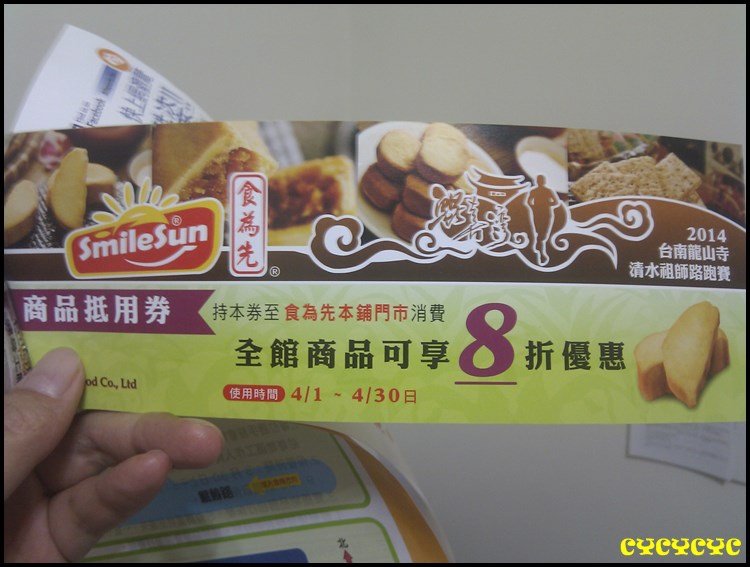 Facebook
SmileSun®
食為先®
2014
台南龍山寺
清水祖師路跑賽
商品抵用券
持本券至 食為先本鋪門市消費
全館商品可享8折優惠
使用時間 4/1 ~ 4/30日
od Co., Ltd
北
CYCYCYC